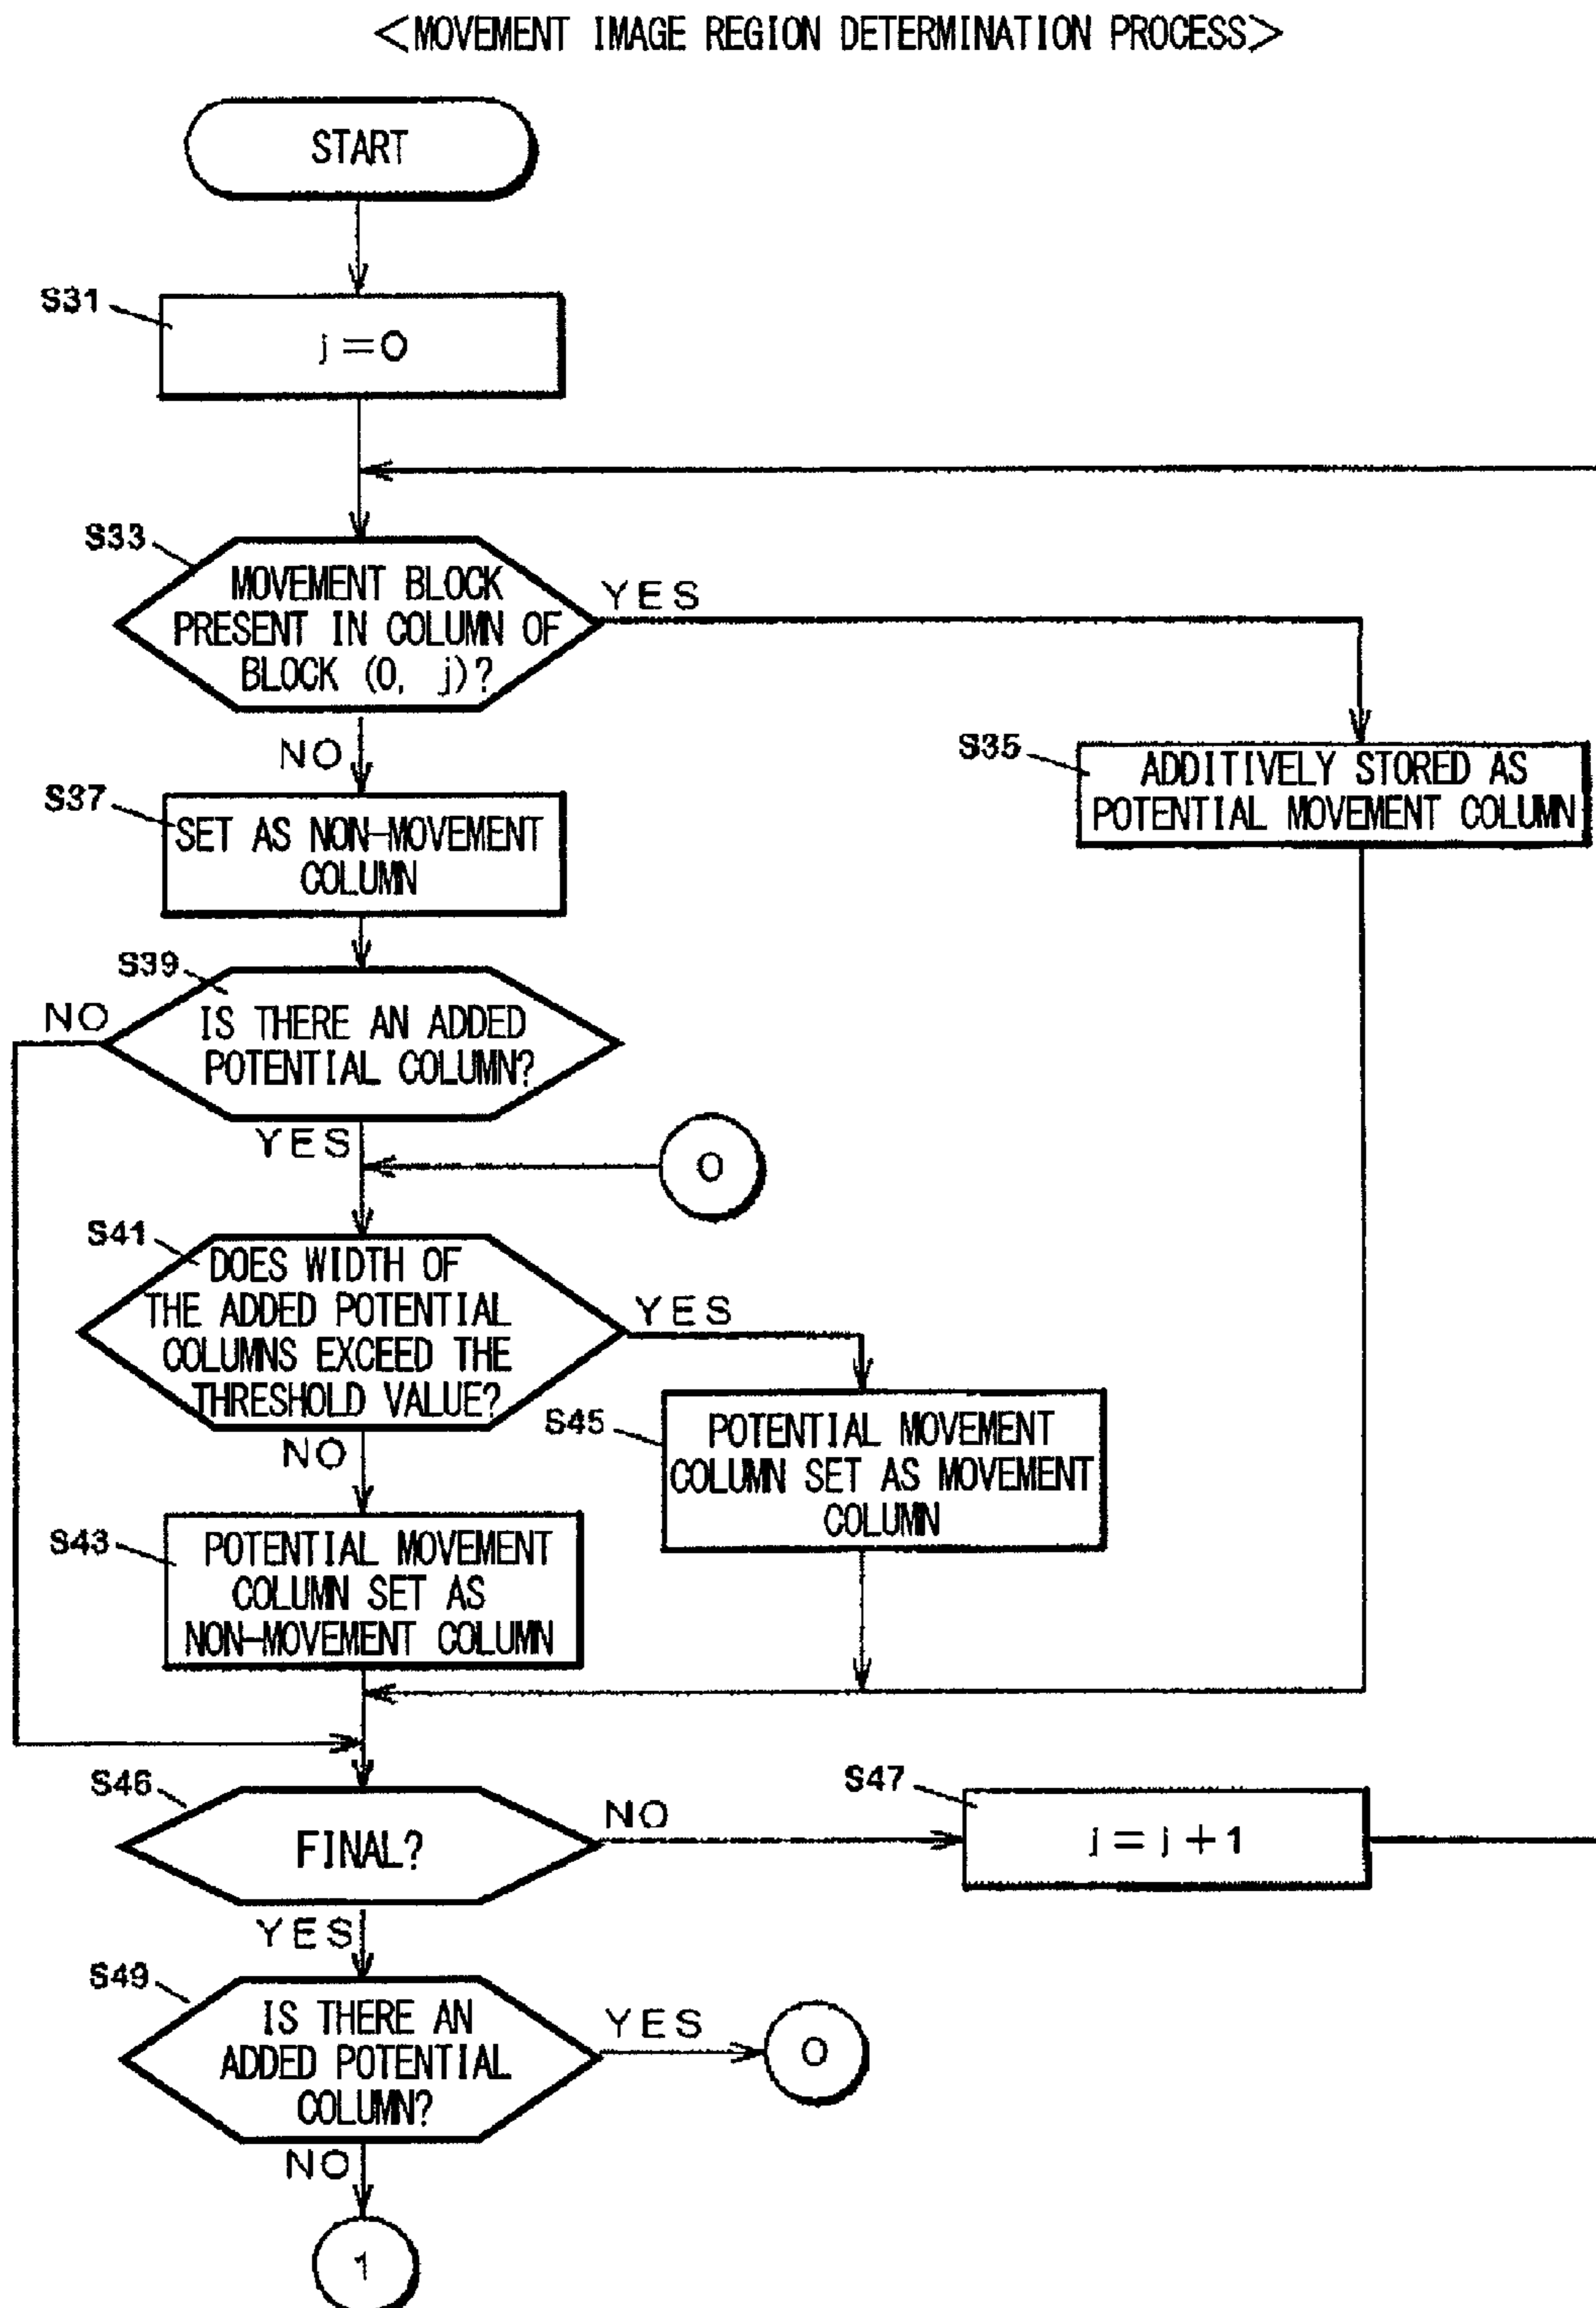 <MOVEMENT IMAGE REGION DETERMINATION PROCESS>
START
S31
j=0
S33
MOVEMENT BLOCK
PRESENT IN COLUMN OF
BLOCK (0, j)?
YES
NO
S35
ADDITIVELY STORED AS
POTENTIAL MOVEMENT COLUMN
S37
SET AS NON-MOVEMENT
COLUMN
S39
NO
IS THERE AN ADDED
POTENTIAL COLUMN?
YES
0
S41
DOES WIDTH OF
THE ADDED POTENTIAL
COLUMNS EXCEED THE
THRESHOLD VALUE?
YES
NO
S45
POTENTIAL MOVEMENT
COLUMN SET AS MOVEMENT
COLUMN
S43
POTENTIAL MOVEMENT
COLUMN SET AS
NON-MOVEMENT COLUMN
S46
FINAL?
NO
S47
j=j+1
YES
S49
IS THERE AN
ADDED POTENTIAL
COLUMN?
YES
0
NO
1